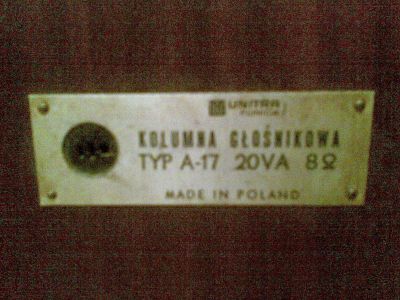 UNITRA
KOLUMNA GŁOŚNIKOWA
TYP A-17 20VA 8Ω
MADE IN POLAND